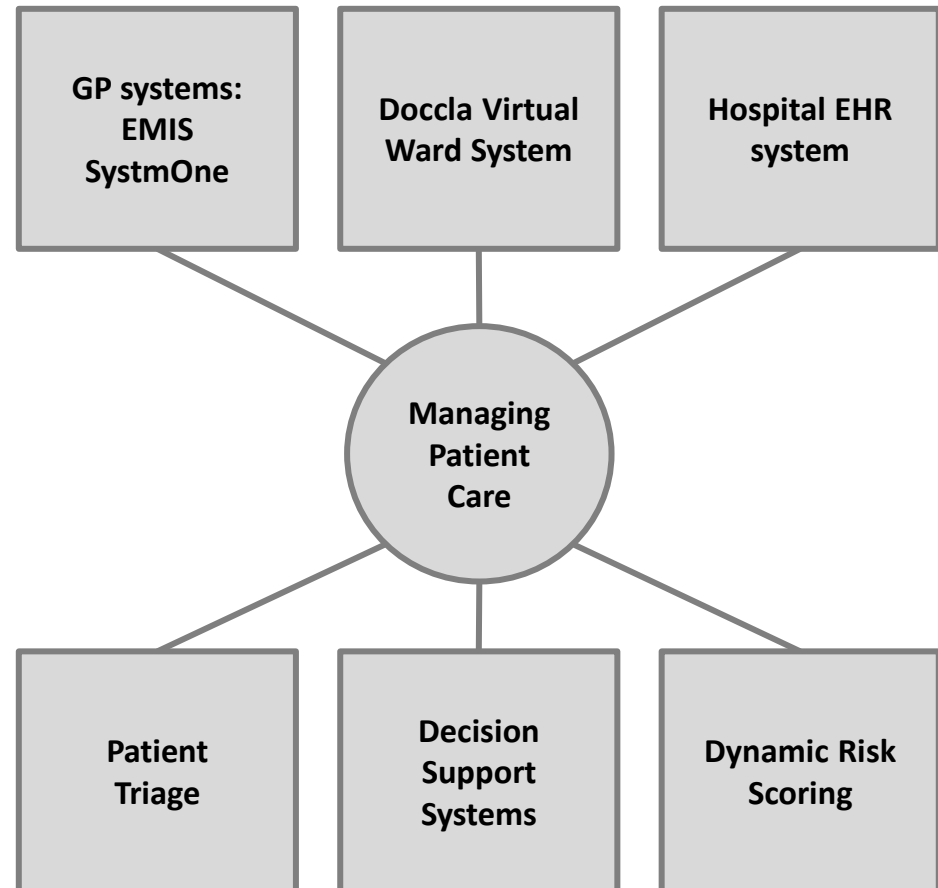 GP systems:
EMIS
SystmOne
Doccla Virtual
Ward System
Hospital EHR
system
Managing
Patient
Care
Patient
Triage
Decision
Support
Systems
Dynamic Risk
Scoring